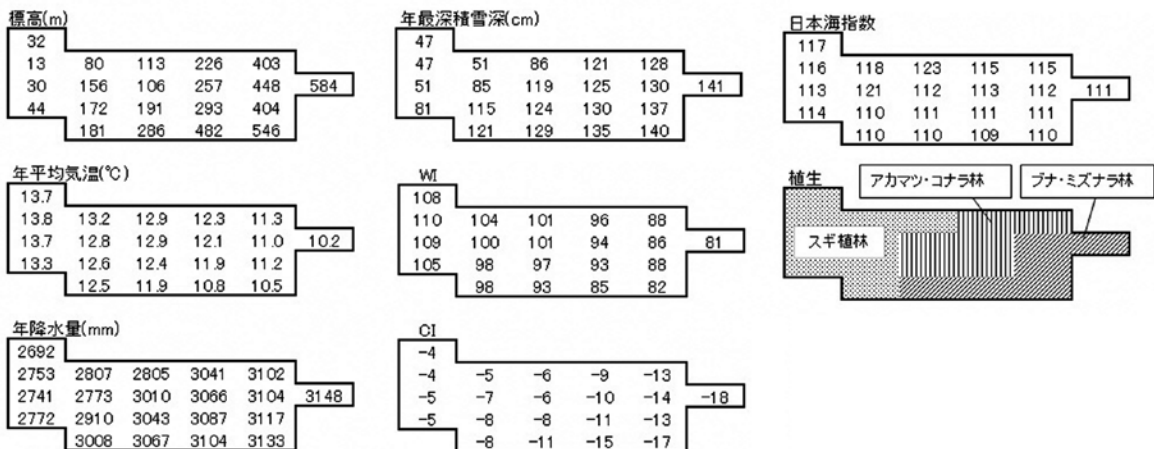 標高(m)
32
13 80 113 226 403
30 156 106 257 448 584
44 172 191 293 404
181 286 482 546
年最深積雪深(cm)
47
47 51 86 121 128
51 85 119 125 130 141
81 115 124 130 137
121 129 135 140
日本海指数
117
116 118 123 115 115
113 121 112 113 112 111
114 110 111 111 111
110 110 109 110
年平均気温(℃)
13.7
13.8 13.2 12.9 12.3 11.3
13.7 12.8 12.9 12.1 11.0 10.2
13.3 12.6 12.4 11.9 11.2
12.5 11.9 10.8 10.5
WI
108
110 104 101 96 88
109 100 101 94 86 81
105 98 97 93 88
98 93 85 82
植生
アカマツ・コナラ林
ブナ・ミズナラ林
スギ植林
年降水量(mm)
2692
2753 2807 2805 3041 3102
2741 2773 3010 3066 3104 3148
2772 2910 3043 3087 3117
3008 3067 3104 3133
CI
-4
-4 -5 -6 -9 -13
-5 -7 -6 -10 -14 -18
-5 -8 -8 -11 -13
-8 -11 -15 -17